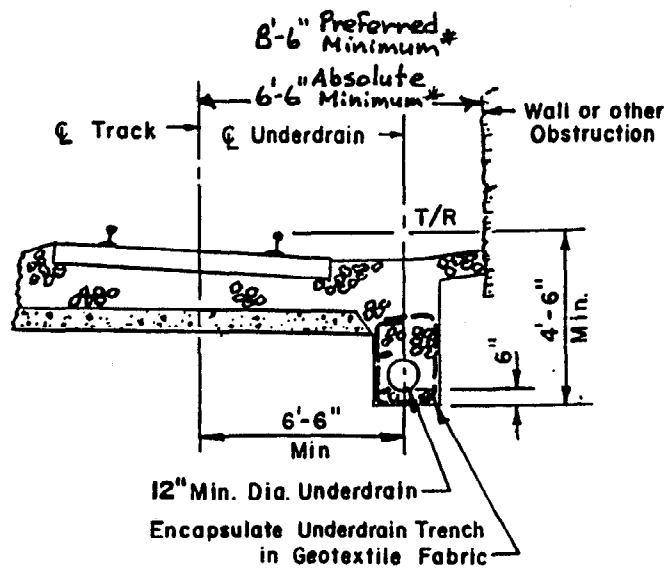 8'-6" Preferred Minimum*
6'-6" Absolute Minimum*
Wall or other
Obstruction
℄ Track
℄ Underdrain
T/R
4'-6"
Min.
6"
6'-6"
Min
12" Min. Dia. Underdrain
Encapsulate Underdrain Trench
in Geotextile Fabric